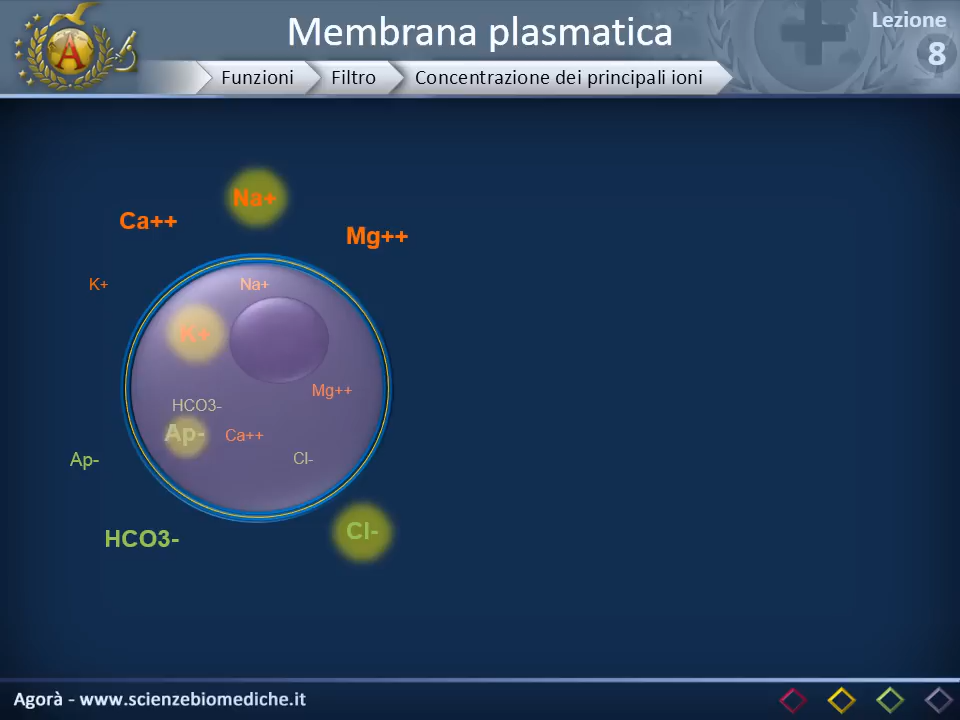 Membrana plasmatica
Lezione
8
Funzioni
Filtro
Concentrazione dei principali ioni
A
Na+
Ca++
Mg++
K+
Na+
K+
Mg++
HCO3-
Ap-
Ca++
Cl-
Ap-
HCO3-
Cl-
Agorà - www.scienzebiomediche.it